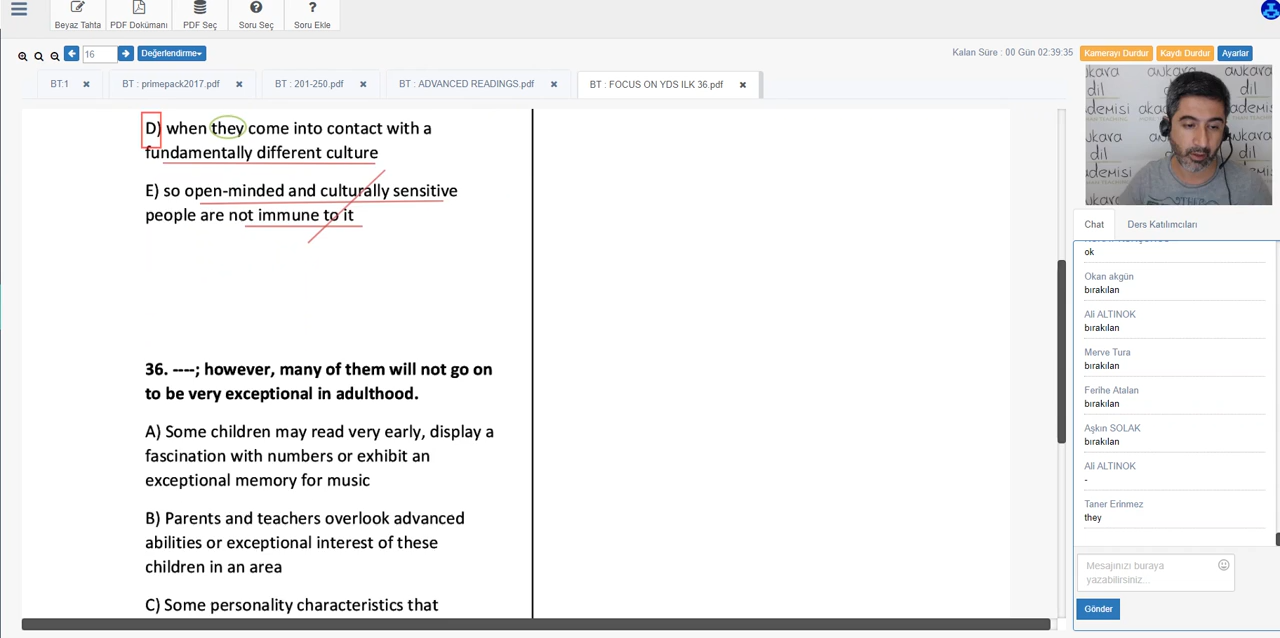 Beyaz Tahta
PDF Dokümanı
PDF Seç
Soru Seç
Soru Ekle
16
Değerlendirme
Kalan Süre : 00 Gün 02:39:35
Kamerayı Durdur
Kaydı Durdur
Ayarlar
BT:1
BT : primepack2017.pdf
BT : 201-250.pdf
BT : ADVANCED READINGS.pdf
BT : FOCUS ON YDS ILK 36.pdf
D) when they come into contact with a
fundamentally different culture
E) so open-minded and culturally sensitive
people are not immune to it
36. ----; however, many of them will not go on
to be very exceptional in adulthood.
A) Some children may read very early, display a
fascination with numbers or exhibit an
exceptional memory for music
B) Parents and teachers overlook advanced
abilities or exceptional interest of these
children in an area
C) Some personality characteristics that
ankara
dil
Chat
Ders Katılımcıları
ok
Okan akgün
bırakılan
Ali ALTINOK
bırakılan
Merve Tura
bırakılan
Ferihe Atalan
bırakılan
Aşkın SOLAK
bırakılan
Ali ALTINOK
-
Taner Erinmez
they
Mesajınızı buraya
yazabilirsiniz...
Gönder